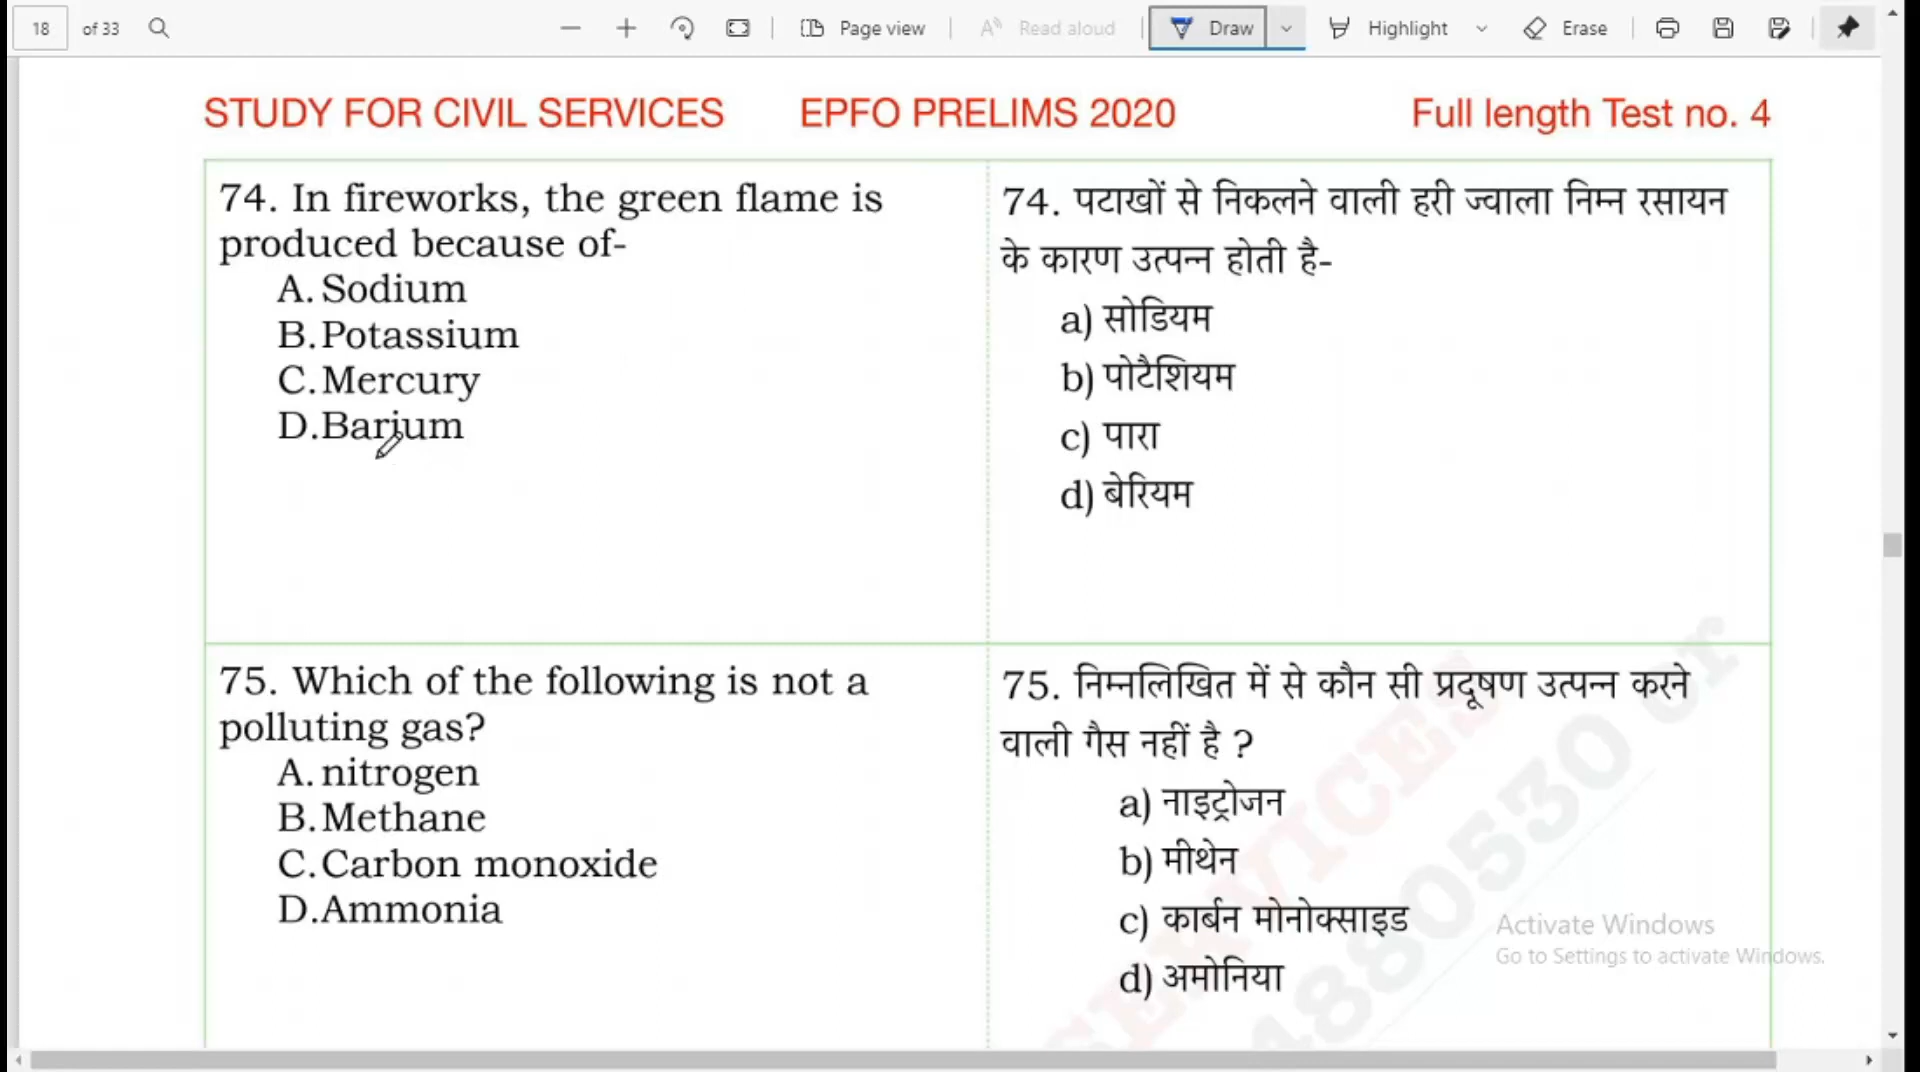 18 of 33 Page view Read aloud Draw Highlight Erase
STUDY FOR CIVIL SERVICES EPFO PRELIMS 2020 Full length Test no. 4
74. In fireworks, the green flame is
produced because of-
A. Sodium
B. Potassium
C. Mercury
D. Barium
74. पटाखों से निकलने वाली हरी ज्वाला निम्न रसायन
के कारण उत्पन्न होती है-
a) सोडियम
b) पोटैशियम
c) पारा
d) बेरियम
75. Which of the following is not a
polluting gas?
A. nitrogen
B. Methane
C. Carbon monoxide
D. Ammonia
75. निम्नलिखित में से कौन सी प्रदूषण उत्पन्न करने
वाली गैस नहीं है ?
a) नाइट्रोजन
b) मीथेन
c) कार्बन मोनोक्साइड
d) अमोनिया
SERVICES
4880530 or
Activate Windows
Go to Settings to activate Windows.